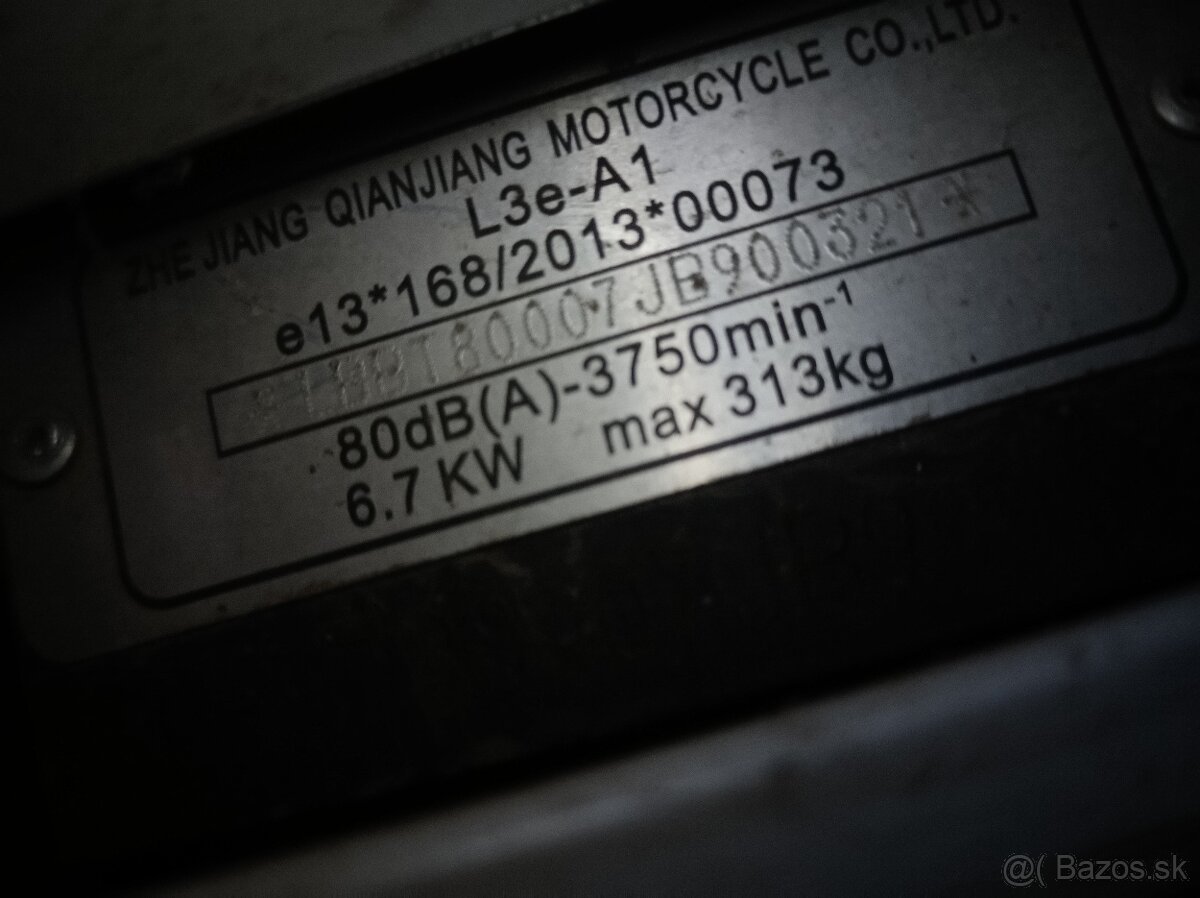 ZHEJIANG QIANJIANG MOTORCYCLE CO.,LTD.
L3e-A1
e13*168/2013*00073
80dB(A)-3750min-1
6.7 KW max 313kg
@( Bazos.sk